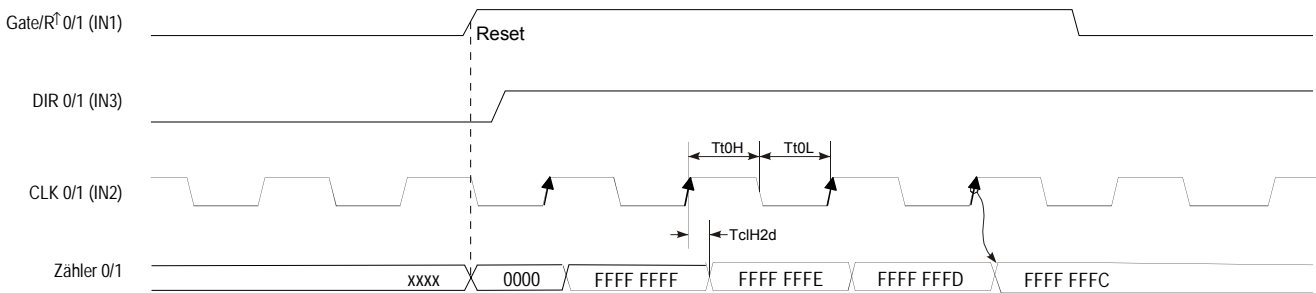 Gate/R↑ 0/1 (IN1)
Reset
DIR 0/1 (IN3)
Tt0H
Tt0L
CLK 0/1 (IN2)
TclH2d
Zähler 0/1
xxxx
0000
FFFF FFFF
FFFF FFFE
FFFF FFFD
FFFF FFFC